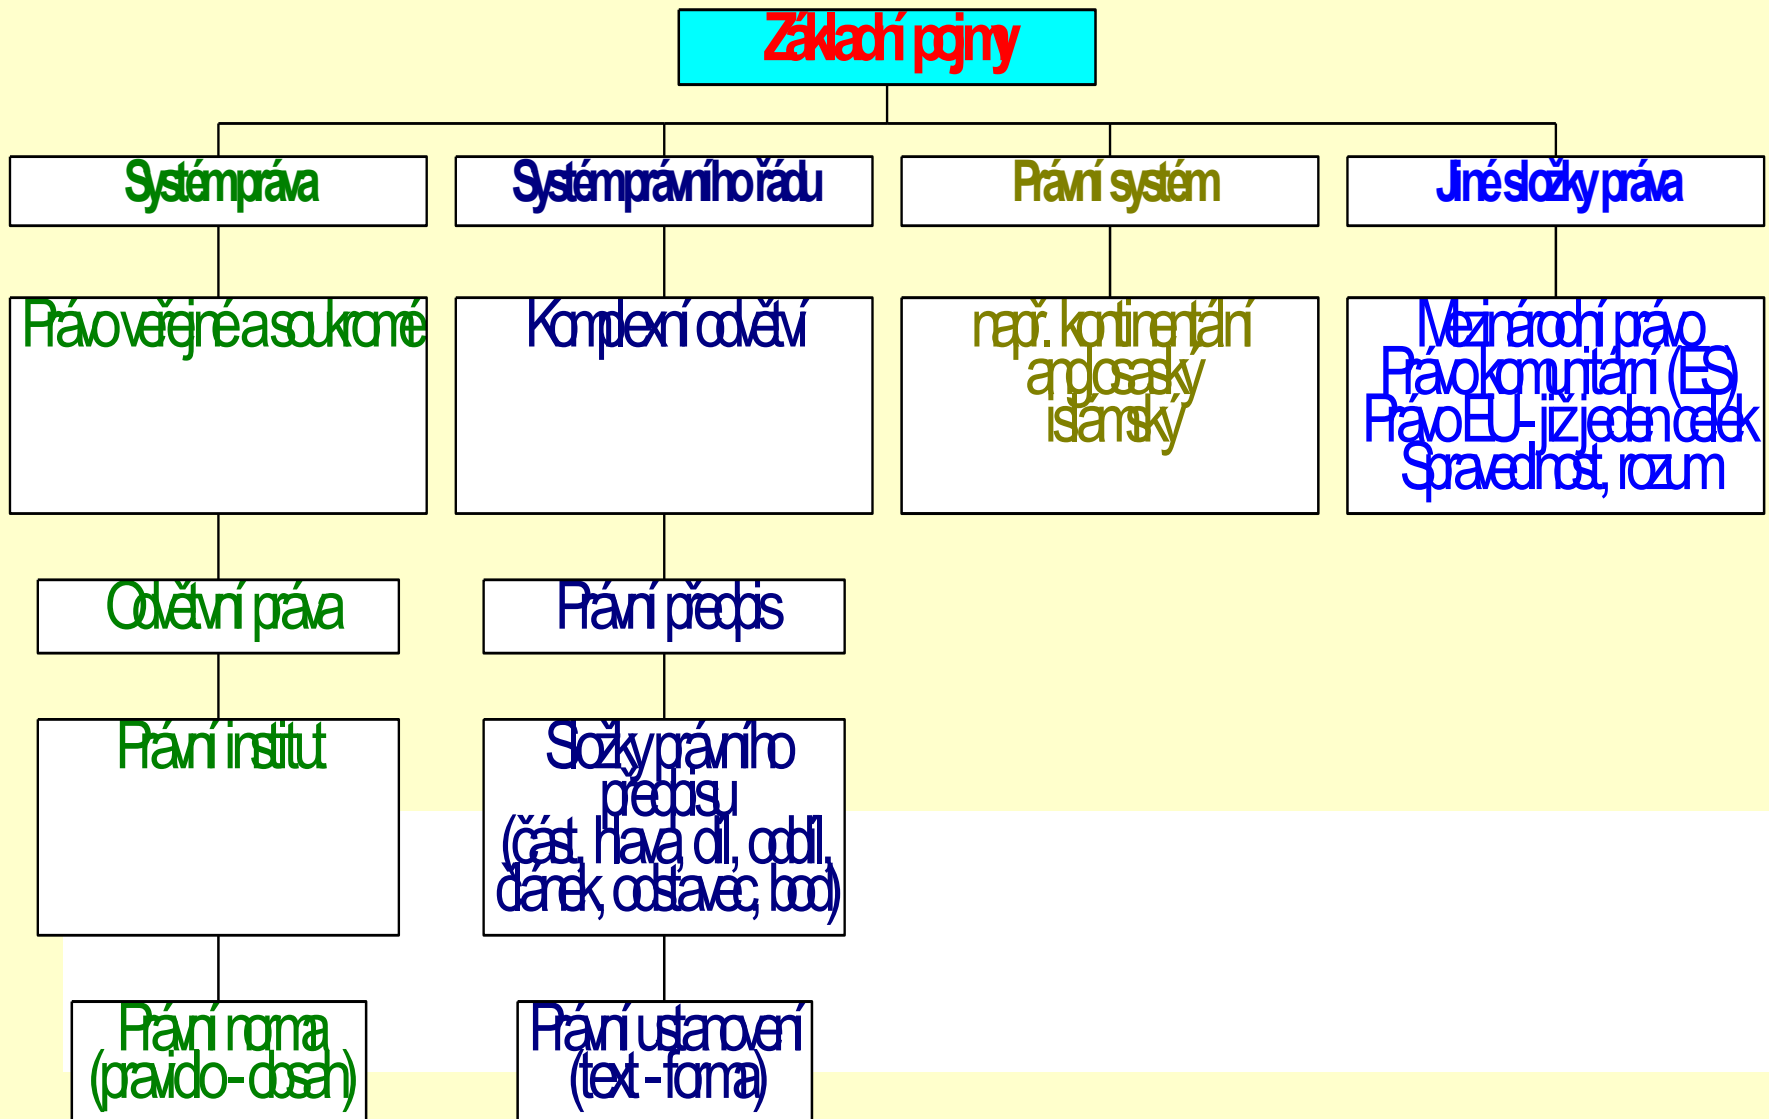 Základní pojmy
Systém práva
Systém právního řádu
Právní systém
Jiné složky práva
Právo veřejné a soukromé
Komplexní odvětví
např. kontinentální
anglosaský
islámský
Mezinárodní právo
Právo komunitární (ES)
Právo EU - již jeden celek
Spravednost, rozum
Odvětvní práva
Právní předpis
Právní institut
Složky právního
předpisu
(část, hlava, díl, oddíl,
článek, odstavec, bod)
Právní norma
(pravidlo - obsah)
Právní ustanovení
(text - forma)